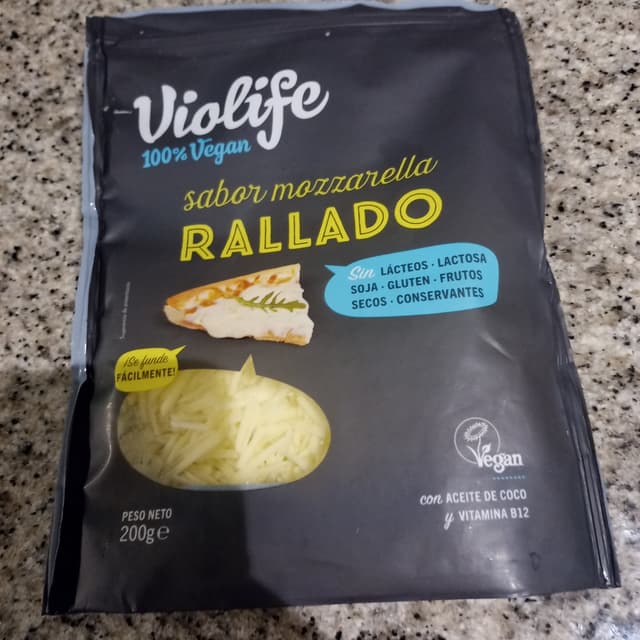 Violife
100% Vegan
sabor mozzarella
RALLADO
Sin LÁCTEOS · LACTOSA
SOJA · GLUTEN · FRUTOS
SECOS · CONSERVANTES
¡Se funde
FÁCILMENTE!
Vegan
con ACEITE DE COCO
y VITAMINA B12
PESO NETO
200g℮